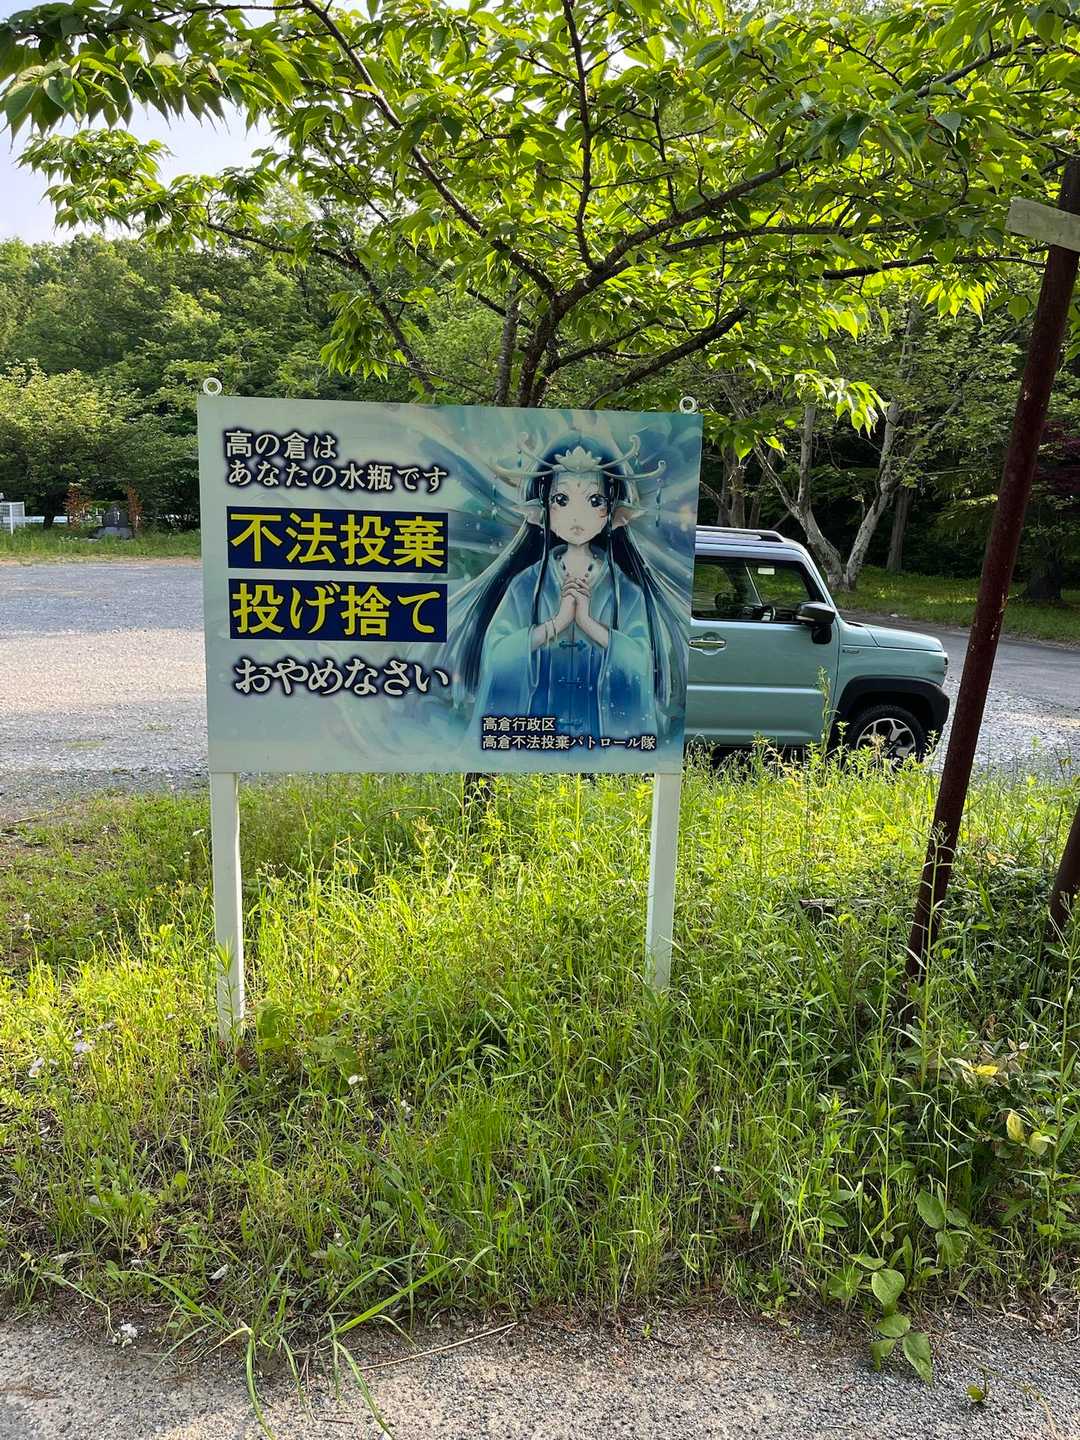 高の倉は
あなたの水瓶です
不法投棄
投げ捨て
おやめなさい
高倉行政区
高倉不法投棄パトロール隊